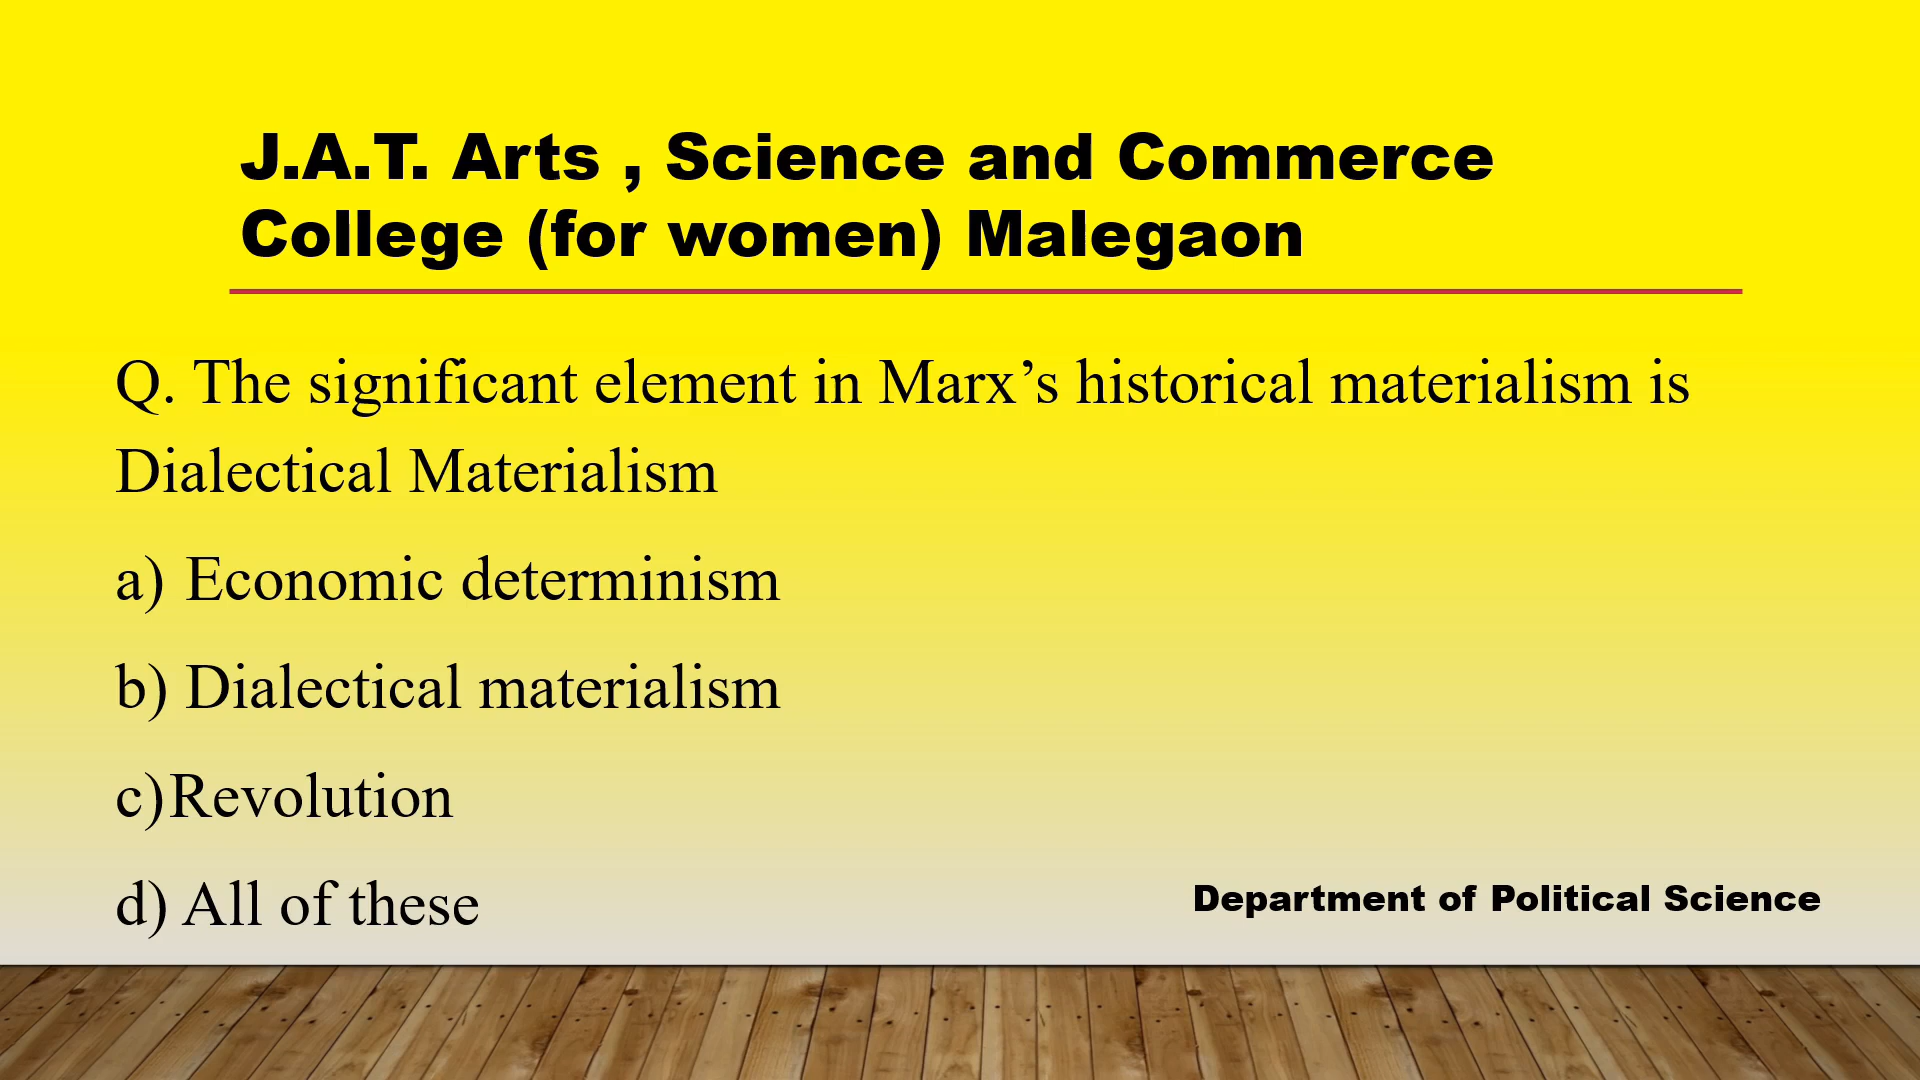 J.A.T. Arts , Science and Commerce
College (for women) Malegaon
Q. The significant element in Marx’s historical materialism is
Dialectical Materialism
a) Economic determinism
b) Dialectical materialism
c)Revolution
d) All of these
Department of Political Science